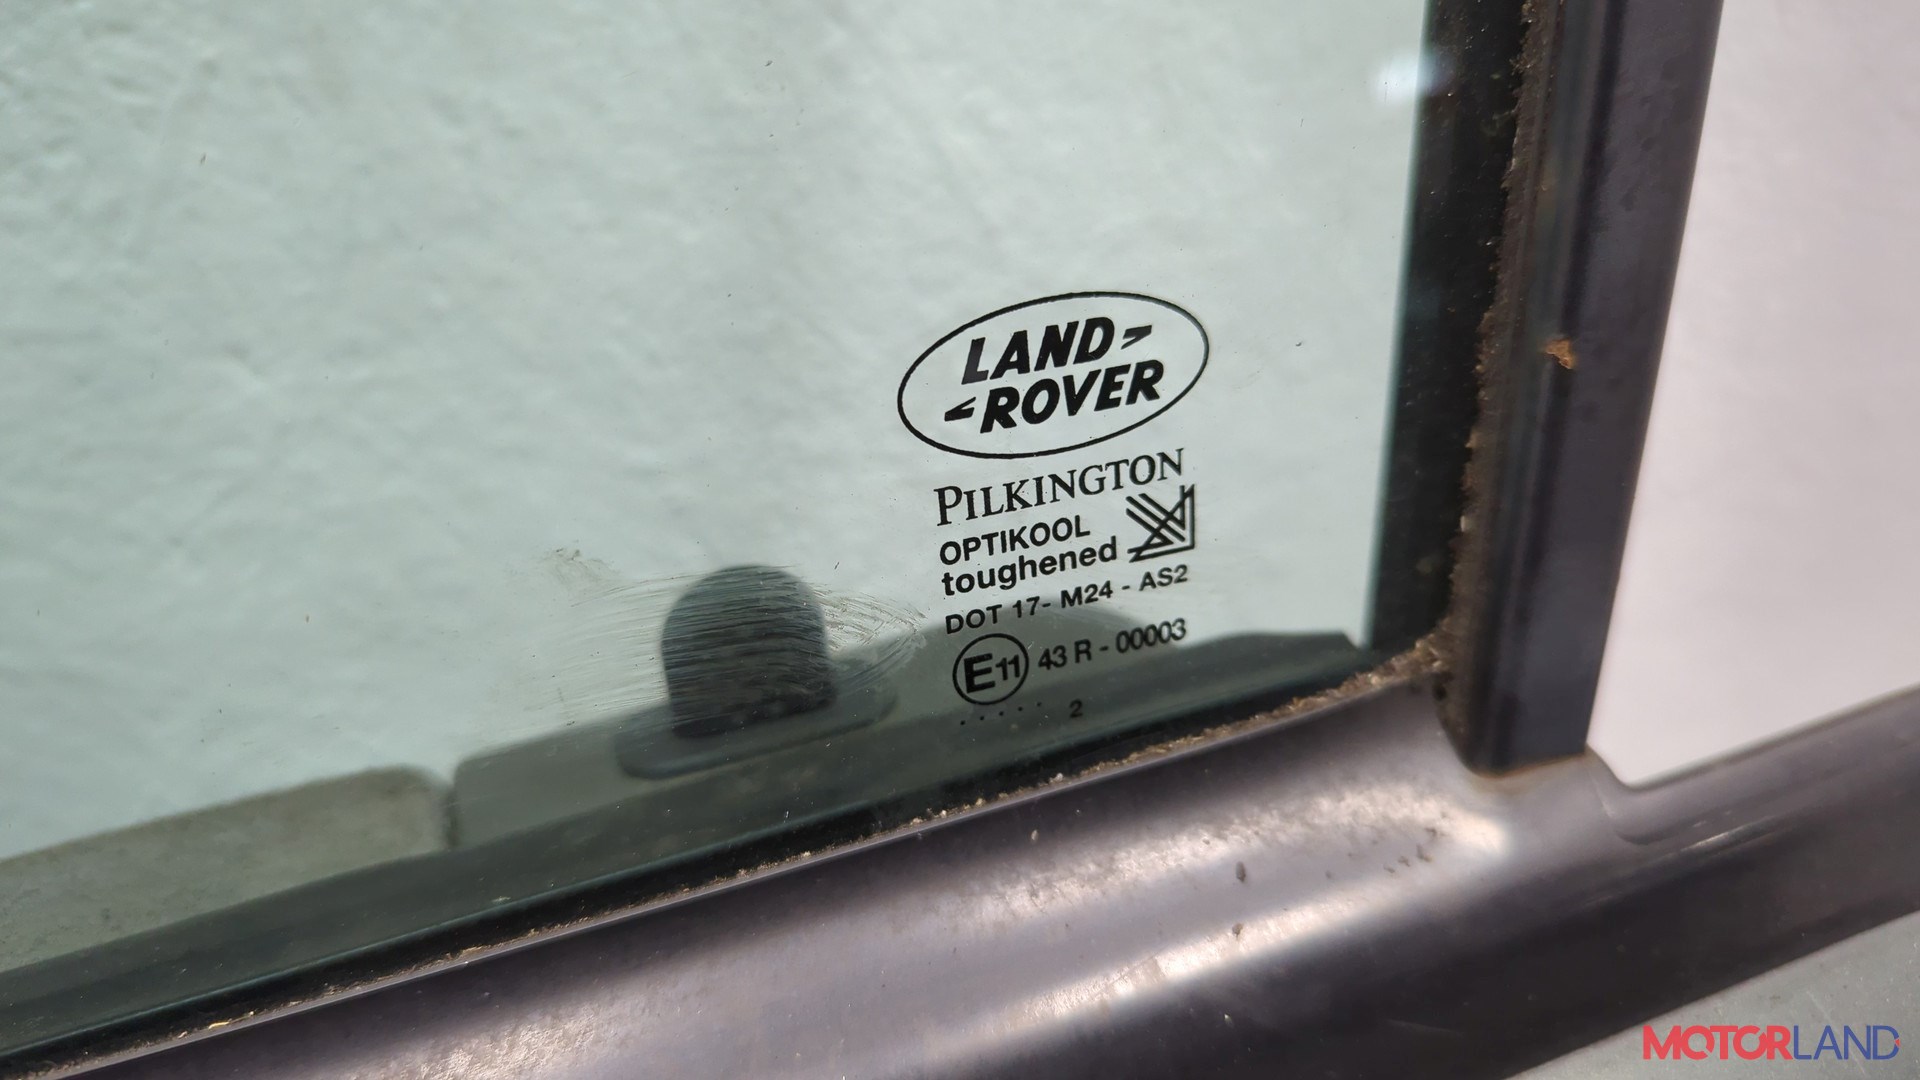 LAND
ROVER
PILKINGTON
OPTIKOOL
toughened
DOT 17- M24 - AS2
E11 43 R - 00003
. . . . . 2
MOTORLAND